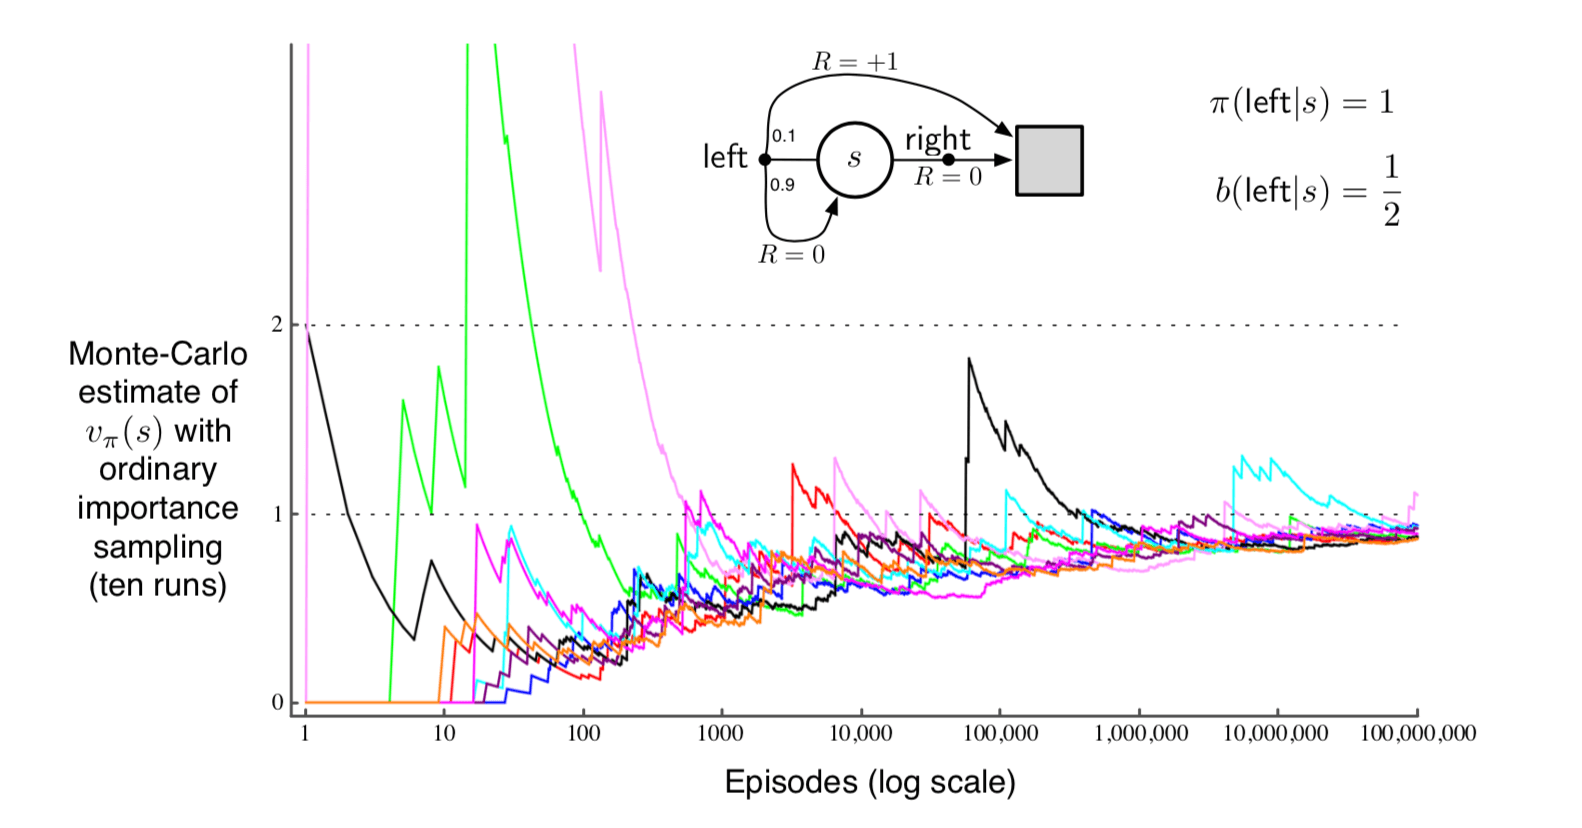 R = +1
π(left|s) = 1
0.1
left
s
right
R = 0
0.9
b(left|s) = 1/2
R = 0
2
Monte-Carlo
estimate of
vπ(s) with
ordinary
importance
sampling
(ten runs)
1
0
1 10 100 1000 10,000 100,000 1,000,000 10,000,000 100,000,000
Episodes (log scale)